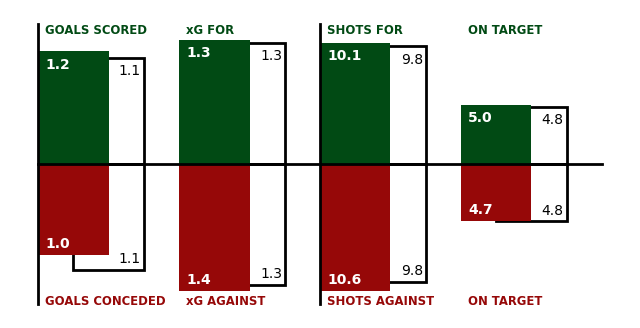 GOALS SCORED xG FOR SHOTS FOR ON TARGET
1.2 1.1 1.3 1.3 10.1 9.8 5.0 4.8
1.0 1.1 1.4 1.3 10.6 9.8 4.7 4.8
GOALS CONCEDED xG AGAINST SHOTS AGAINST ON TARGET